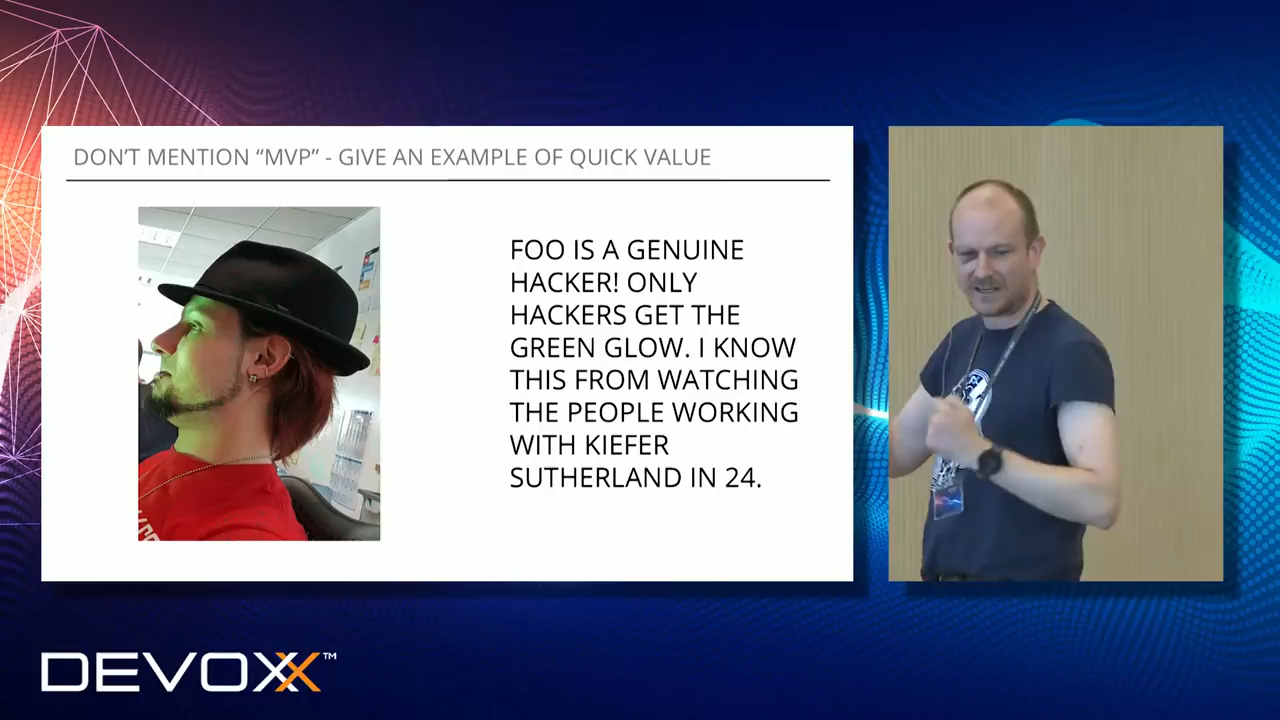 DON'T MENTION “MVP” - GIVE AN EXAMPLE OF QUICK VALUE
FOO IS A GENUINE
HACKER! ONLY
HACKERS GET THE
GREEN GLOW. I KNOW
THIS FROM WATCHING
THE PEOPLE WORKING
WITH KIEFER
SUTHERLAND IN 24.
DEVOXX™